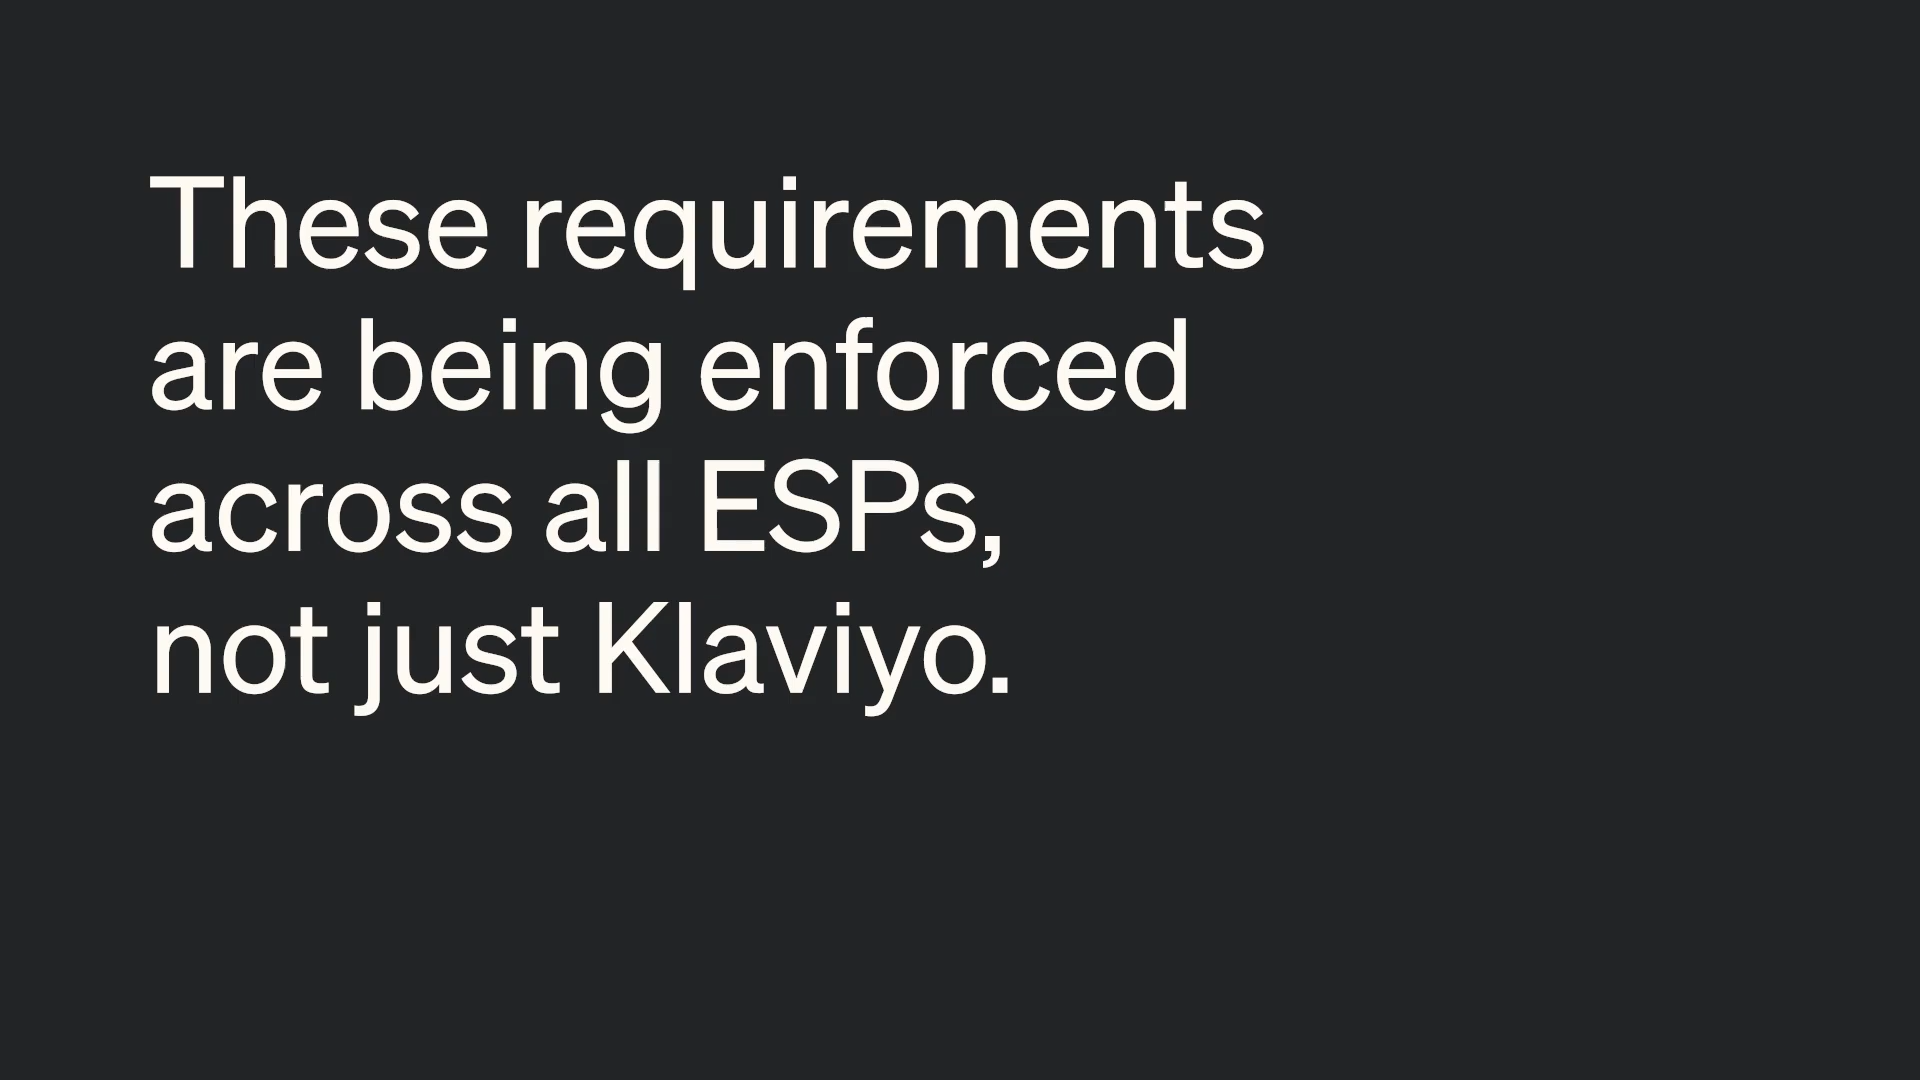 These requirements
are being enforced
across all ESPs,
not just Klaviyo.